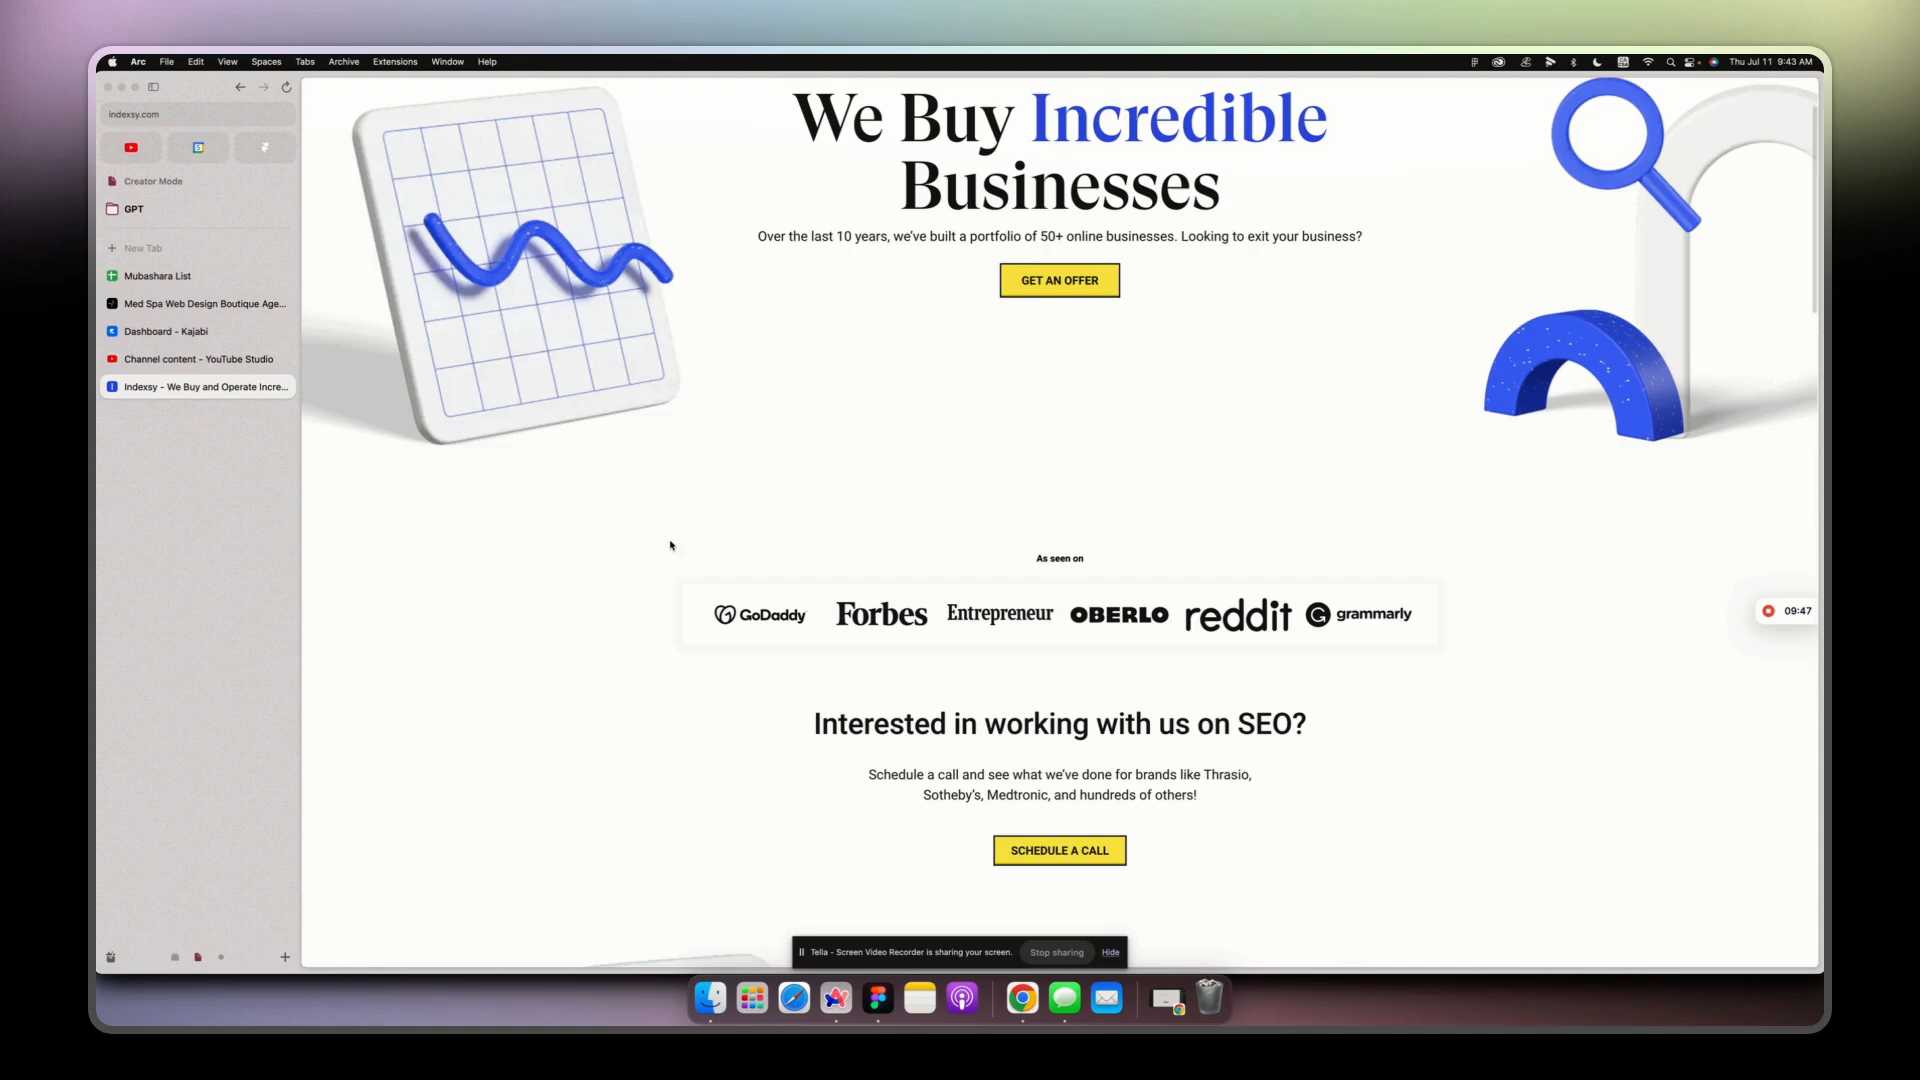 Arc File Edit View Spaces Tabs Archive Extensions Window Help
Thu Jul 11 9:43 AM
indexsy.com
Creator Mode
GPT
New Tab
Mubashara List
Med Spa Web Design Boutique Age...
Dashboard - Kajabi
Channel content - YouTube Studio
Indexsy - We Buy and Operate Incre...
We Buy Incredible
Businesses
Over the last 10 years, we've built a portfolio of 50+ online businesses. Looking to exit your business?
GET AN OFFER
As seen on
GoDaddy Forbes Entrepreneur OBERLO reddit grammarly
09:47
Interested in working with us on SEO?
Schedule a call and see what we've done for brands like Thrasio,
Sotheby's, Medtronic, and hundreds of others!
SCHEDULE A CALL
Tella - Screen Video Recorder is sharing your screen. Stop sharing Hide